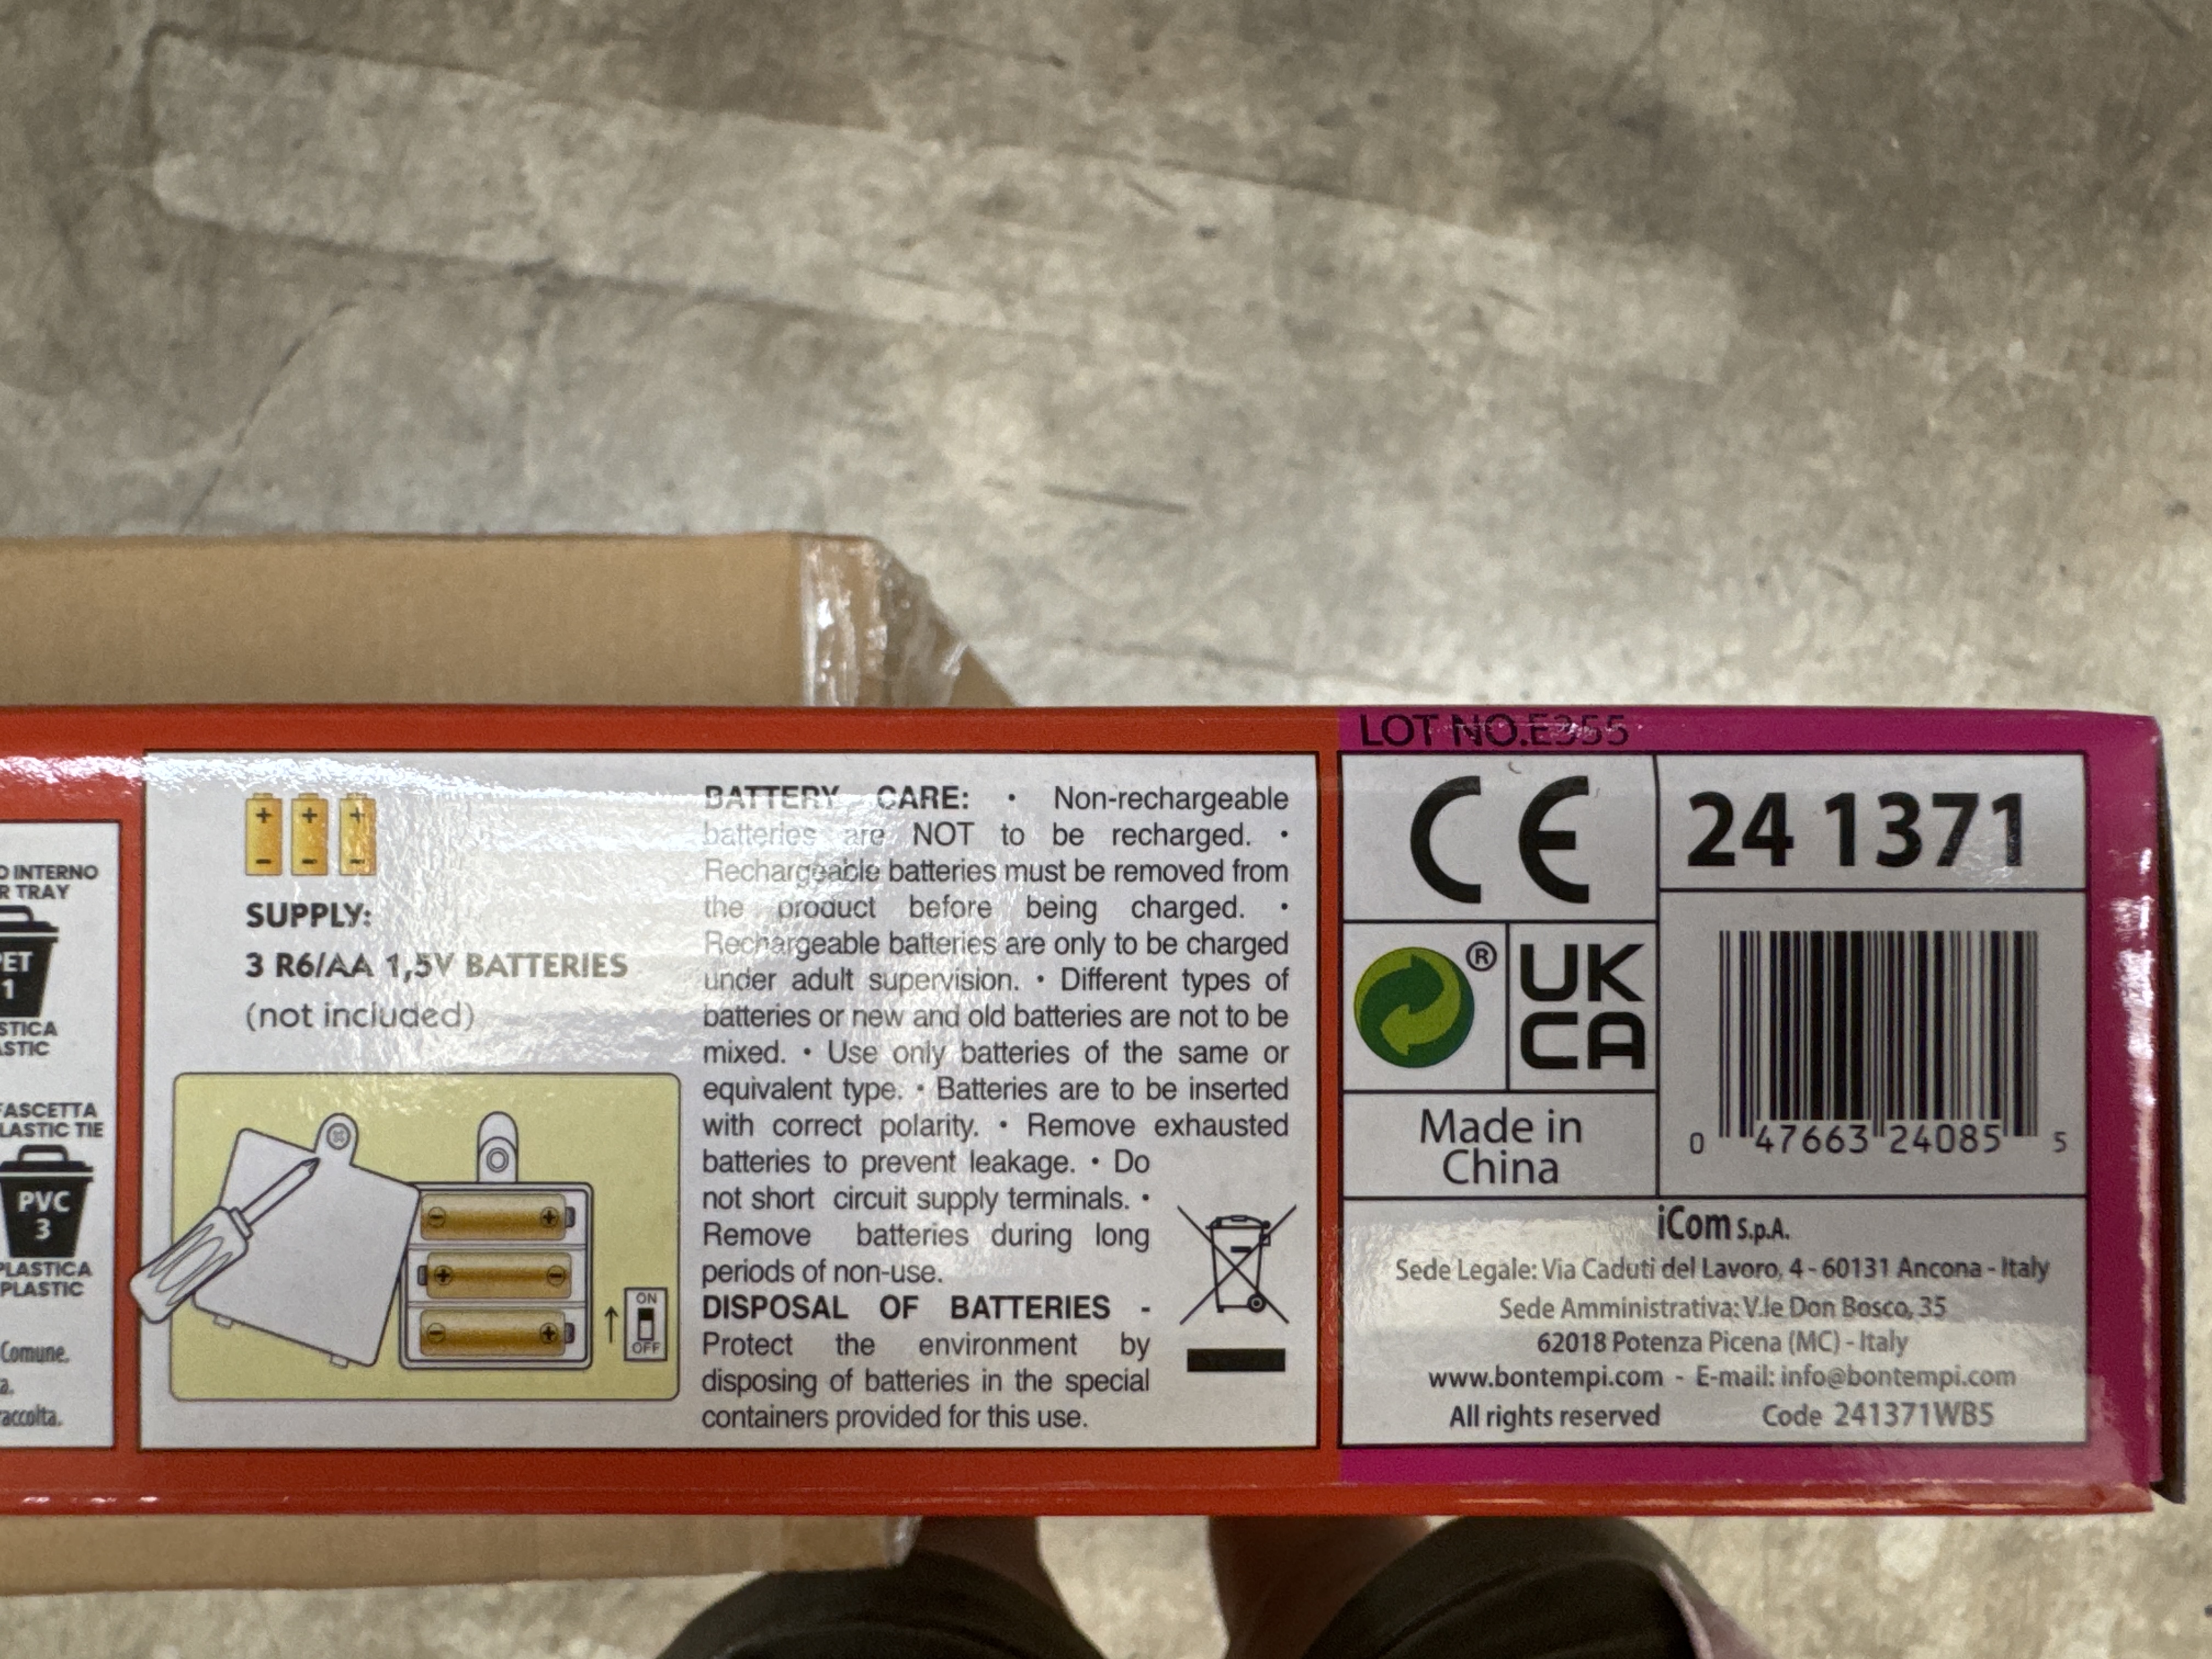 O INTERNO
R TRAY
PET
1
STICA
ASTIC
FASCETTA
LASTIC TIE
PVC
3
PLASTICA
PLASTIC
Comune.
a.
raccolta.
+ + +
- - -
SUPPLY:
3 R6/AA 1,5V BATTERIES
(not included)
ON
OFF
BATTERY CARE: • Non-rechargeable
batteries are NOT to be recharged. •
Rechargeable batteries must be removed from
the product before being charged. •
Rechargeable batteries are only to be charged
under adult supervision. • Different types of
batteries or new and old batteries are not to be
mixed. • Use only batteries of the same or
equivalent type. • Batteries are to be inserted
with correct polarity. • Remove exhausted
batteries to prevent leakage. • Do
not short circuit supply terminals. •
Remove batteries during long
periods of non-use.
DISPOSAL OF BATTERIES -
Protect the environment by
disposing of batteries in the special
containers provided for this use.
LOT NO.E355
CE
24 1371
®
UK
CA
Made in
China
0 47663 24085 5
iCom S.p.A.
Sede Legale: Via Caduti del Lavoro, 4 - 60131 Ancona - Italy
Sede Amministrativa: V.le Don Bosco, 35
62018 Potenza Picena (MC) - Italy
www.bontempi.com - E-mail: info@bontempi.com
All rights reserved Code 241371WB5